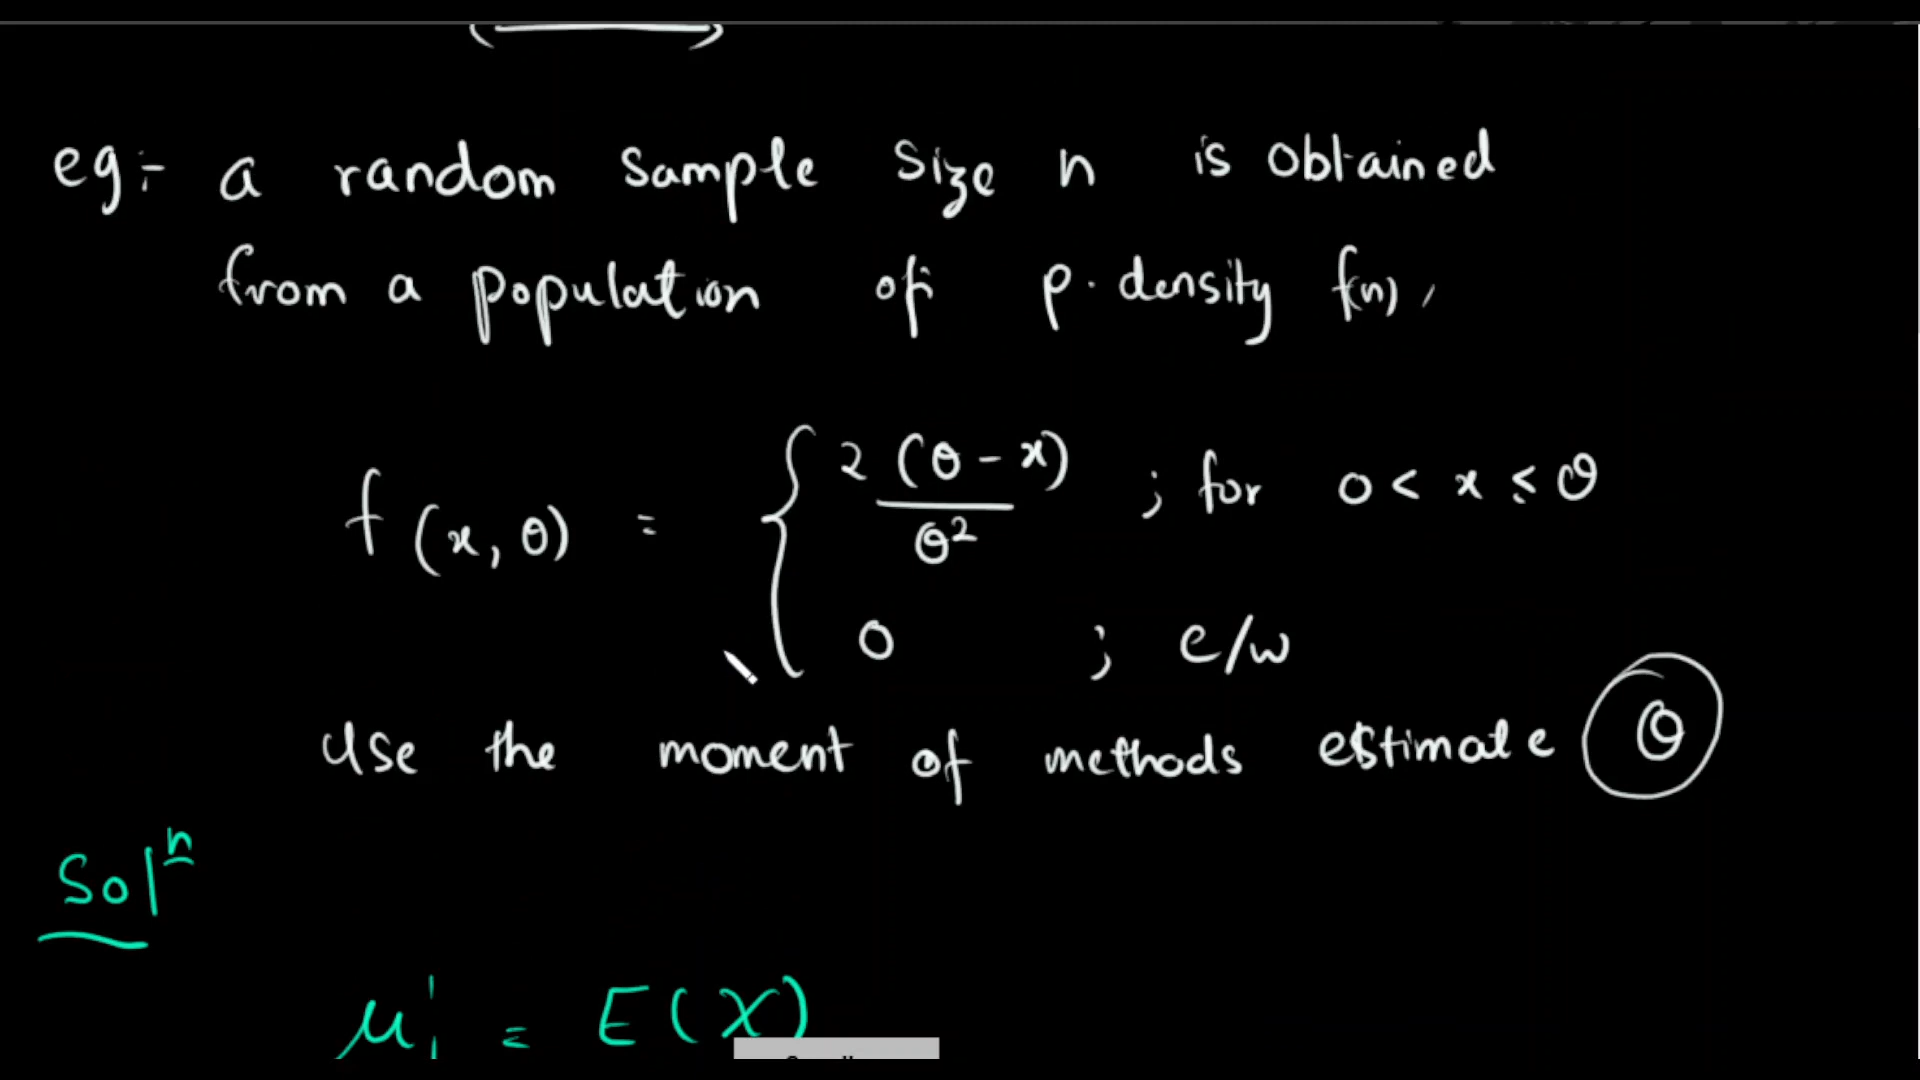 eg:- a random sample size n is obtained
from a population of p. density f(n),
f(x, θ) = { 2(θ - x) / θ² ; for 0 < x ≤ θ
0 ; e/w
Use the moment of methods estimate θ
Solⁿ
μ'₁ = E(X)